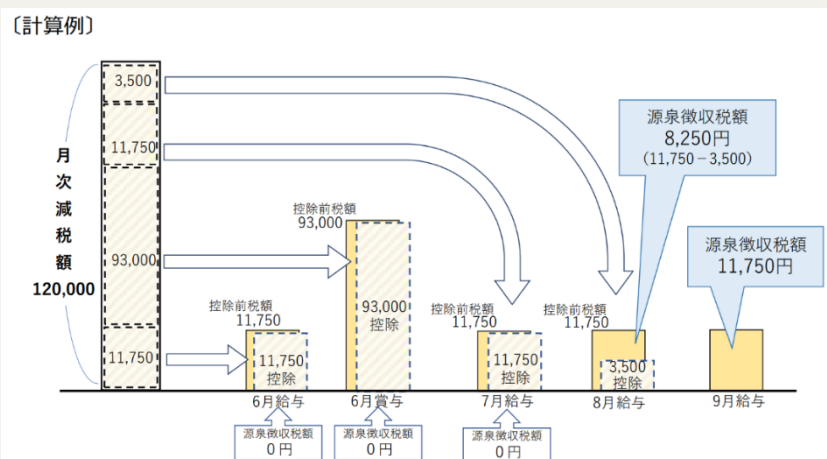 〔計算例〕
3,500
11,750
93,000
11,750
月次減税額
120,000
控除前税額
11,750
11,750
控除
6月給与
源泉徴収税額
0 円
控除前税額
93,000
93,000
控除
6月賞与
源泉徴収税額
0 円
控除前税額
11,750
11,750
控除
7月給与
源泉徴収税額
0 円
控除前税額
11,750
3,500
控除
8月給与
源泉徴収税額
8,250円
(11,750－3,500)
源泉徴収税額
11,750円
9月給与